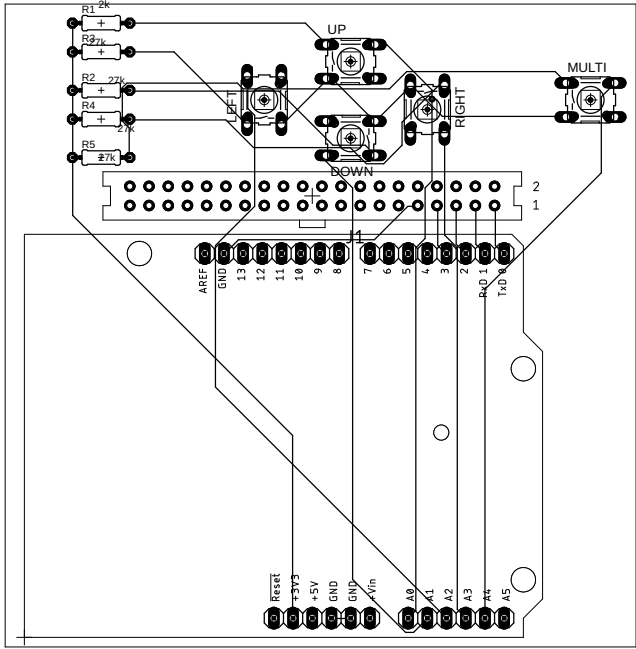 R1 2k
R3 27k
R2 27k
R4 27k
R5 27k
UP
LEFT
DOWN
RIGHT
MULTI
2
1
J1
AREF
GND
13
12
11
10
9
8
7
6
5
4
3
2
RxD 1
TxD 0
Reset
+3V3
+5V
GND
GND
+Vin
A0
A1
A2
A3
A4
A5